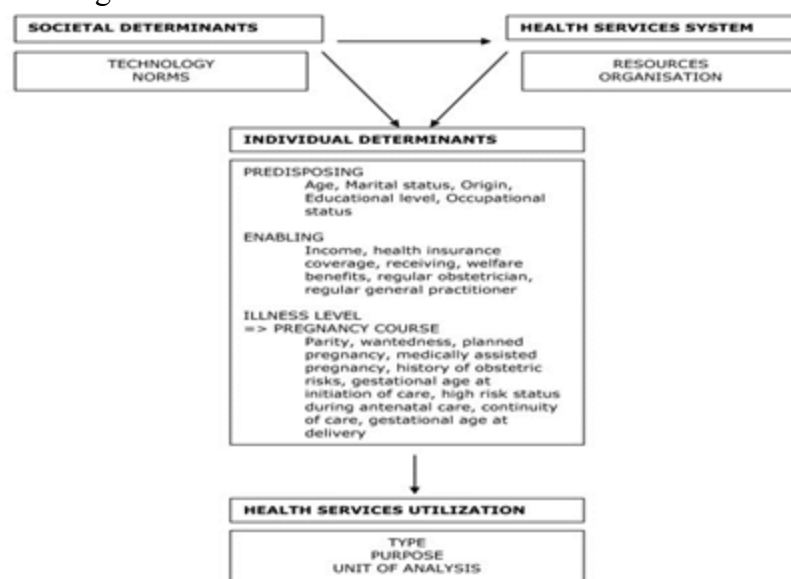 SOCIETAL DETERMINANTS
HEALTH SERVICES SYSTEM
TECHNOLOGY
NORMS
RESOURCES
ORGANISATION
INDIVIDUAL DETERMINANTS
PREDISPOSING
Age, Marital status, Origin,
Educational level, Occupational
status
ENABLING
Income, health insurance
coverage, receiving, welfare
benefits, regular obstetrician,
regular general practitioner
ILLNESS LEVEL
=> PREGNANCY COURSE
Parity, wantedness, planned
pregnancy, medically assisted
pregnancy, history of obstetric
risks, gestational age at
initiation of care, high risk status
during antenatal care, continuity
of care, gestational age at
delivery
HEALTH SERVICES UTILIZATION
TYPE
PURPOSE
UNIT OF ANALYSIS